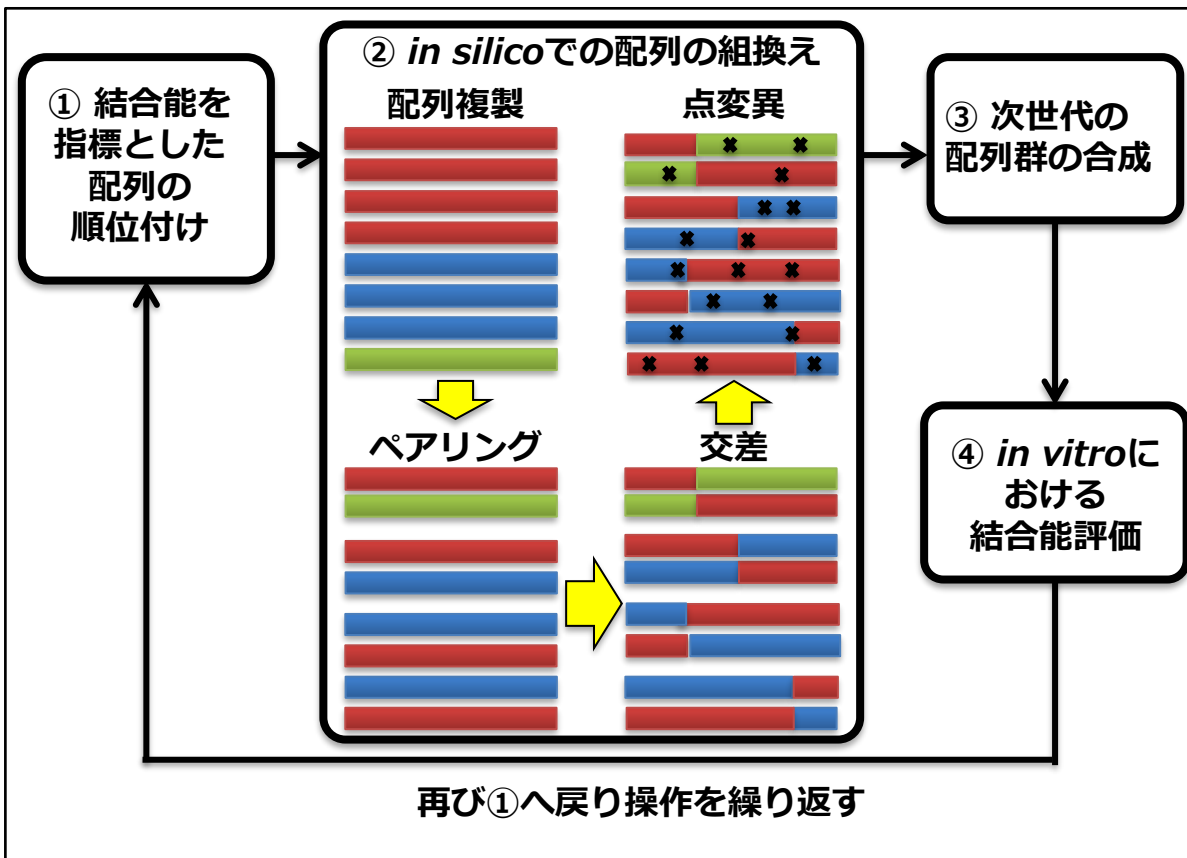 ① 結合能を
指標とした
配列の
順位付け
② in silicoでの配列の組換え
配列複製
点変異
ペアリング
交差
③ 次世代の
配列群の合成
④ in vitroに
おける
結合能評価
再び①へ戻り操作を繰り返す